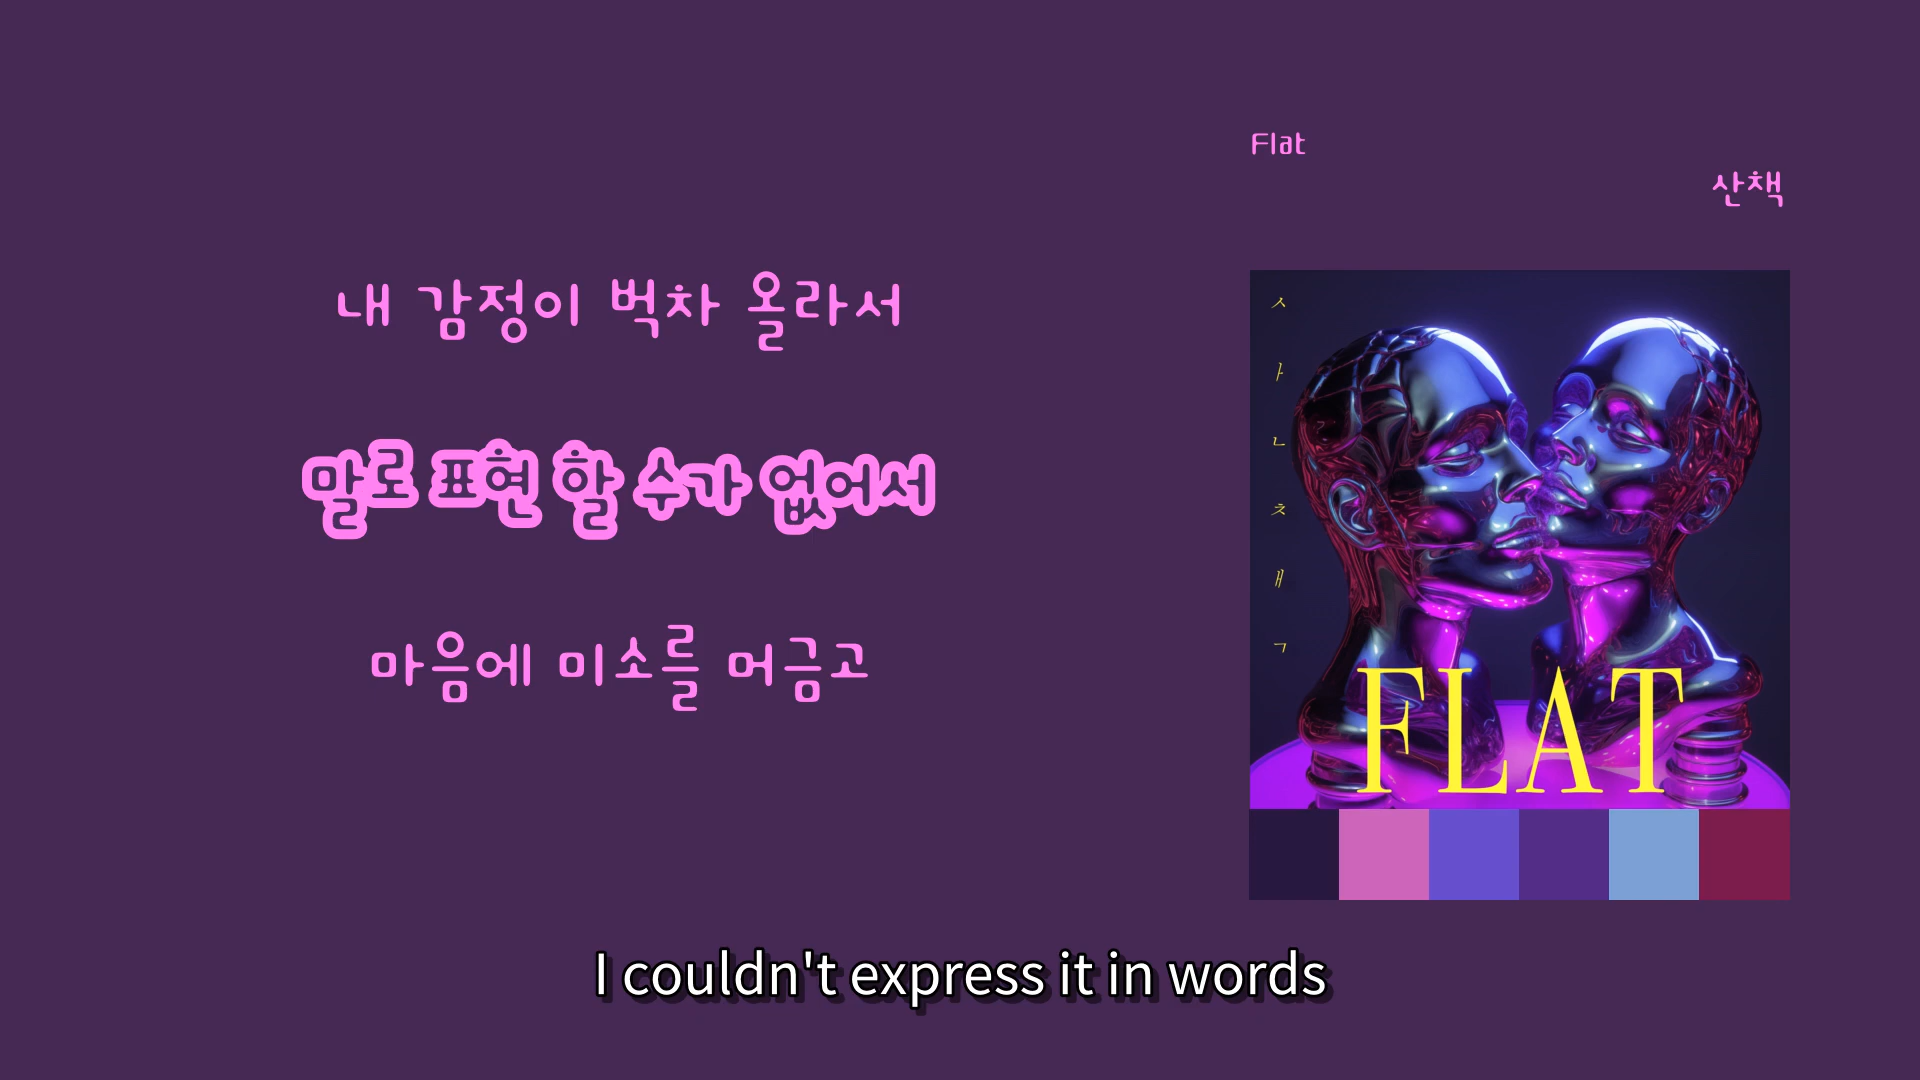 Flat
산책
내 감정이 벅차 올라서
말로 표현 할 수가 없어서
마음에 미소를 머금고
ㅅ
ㅏ
ㄴ
ㅊ
ㅐ
ㄱ
FLAT
I couldn't express it in words